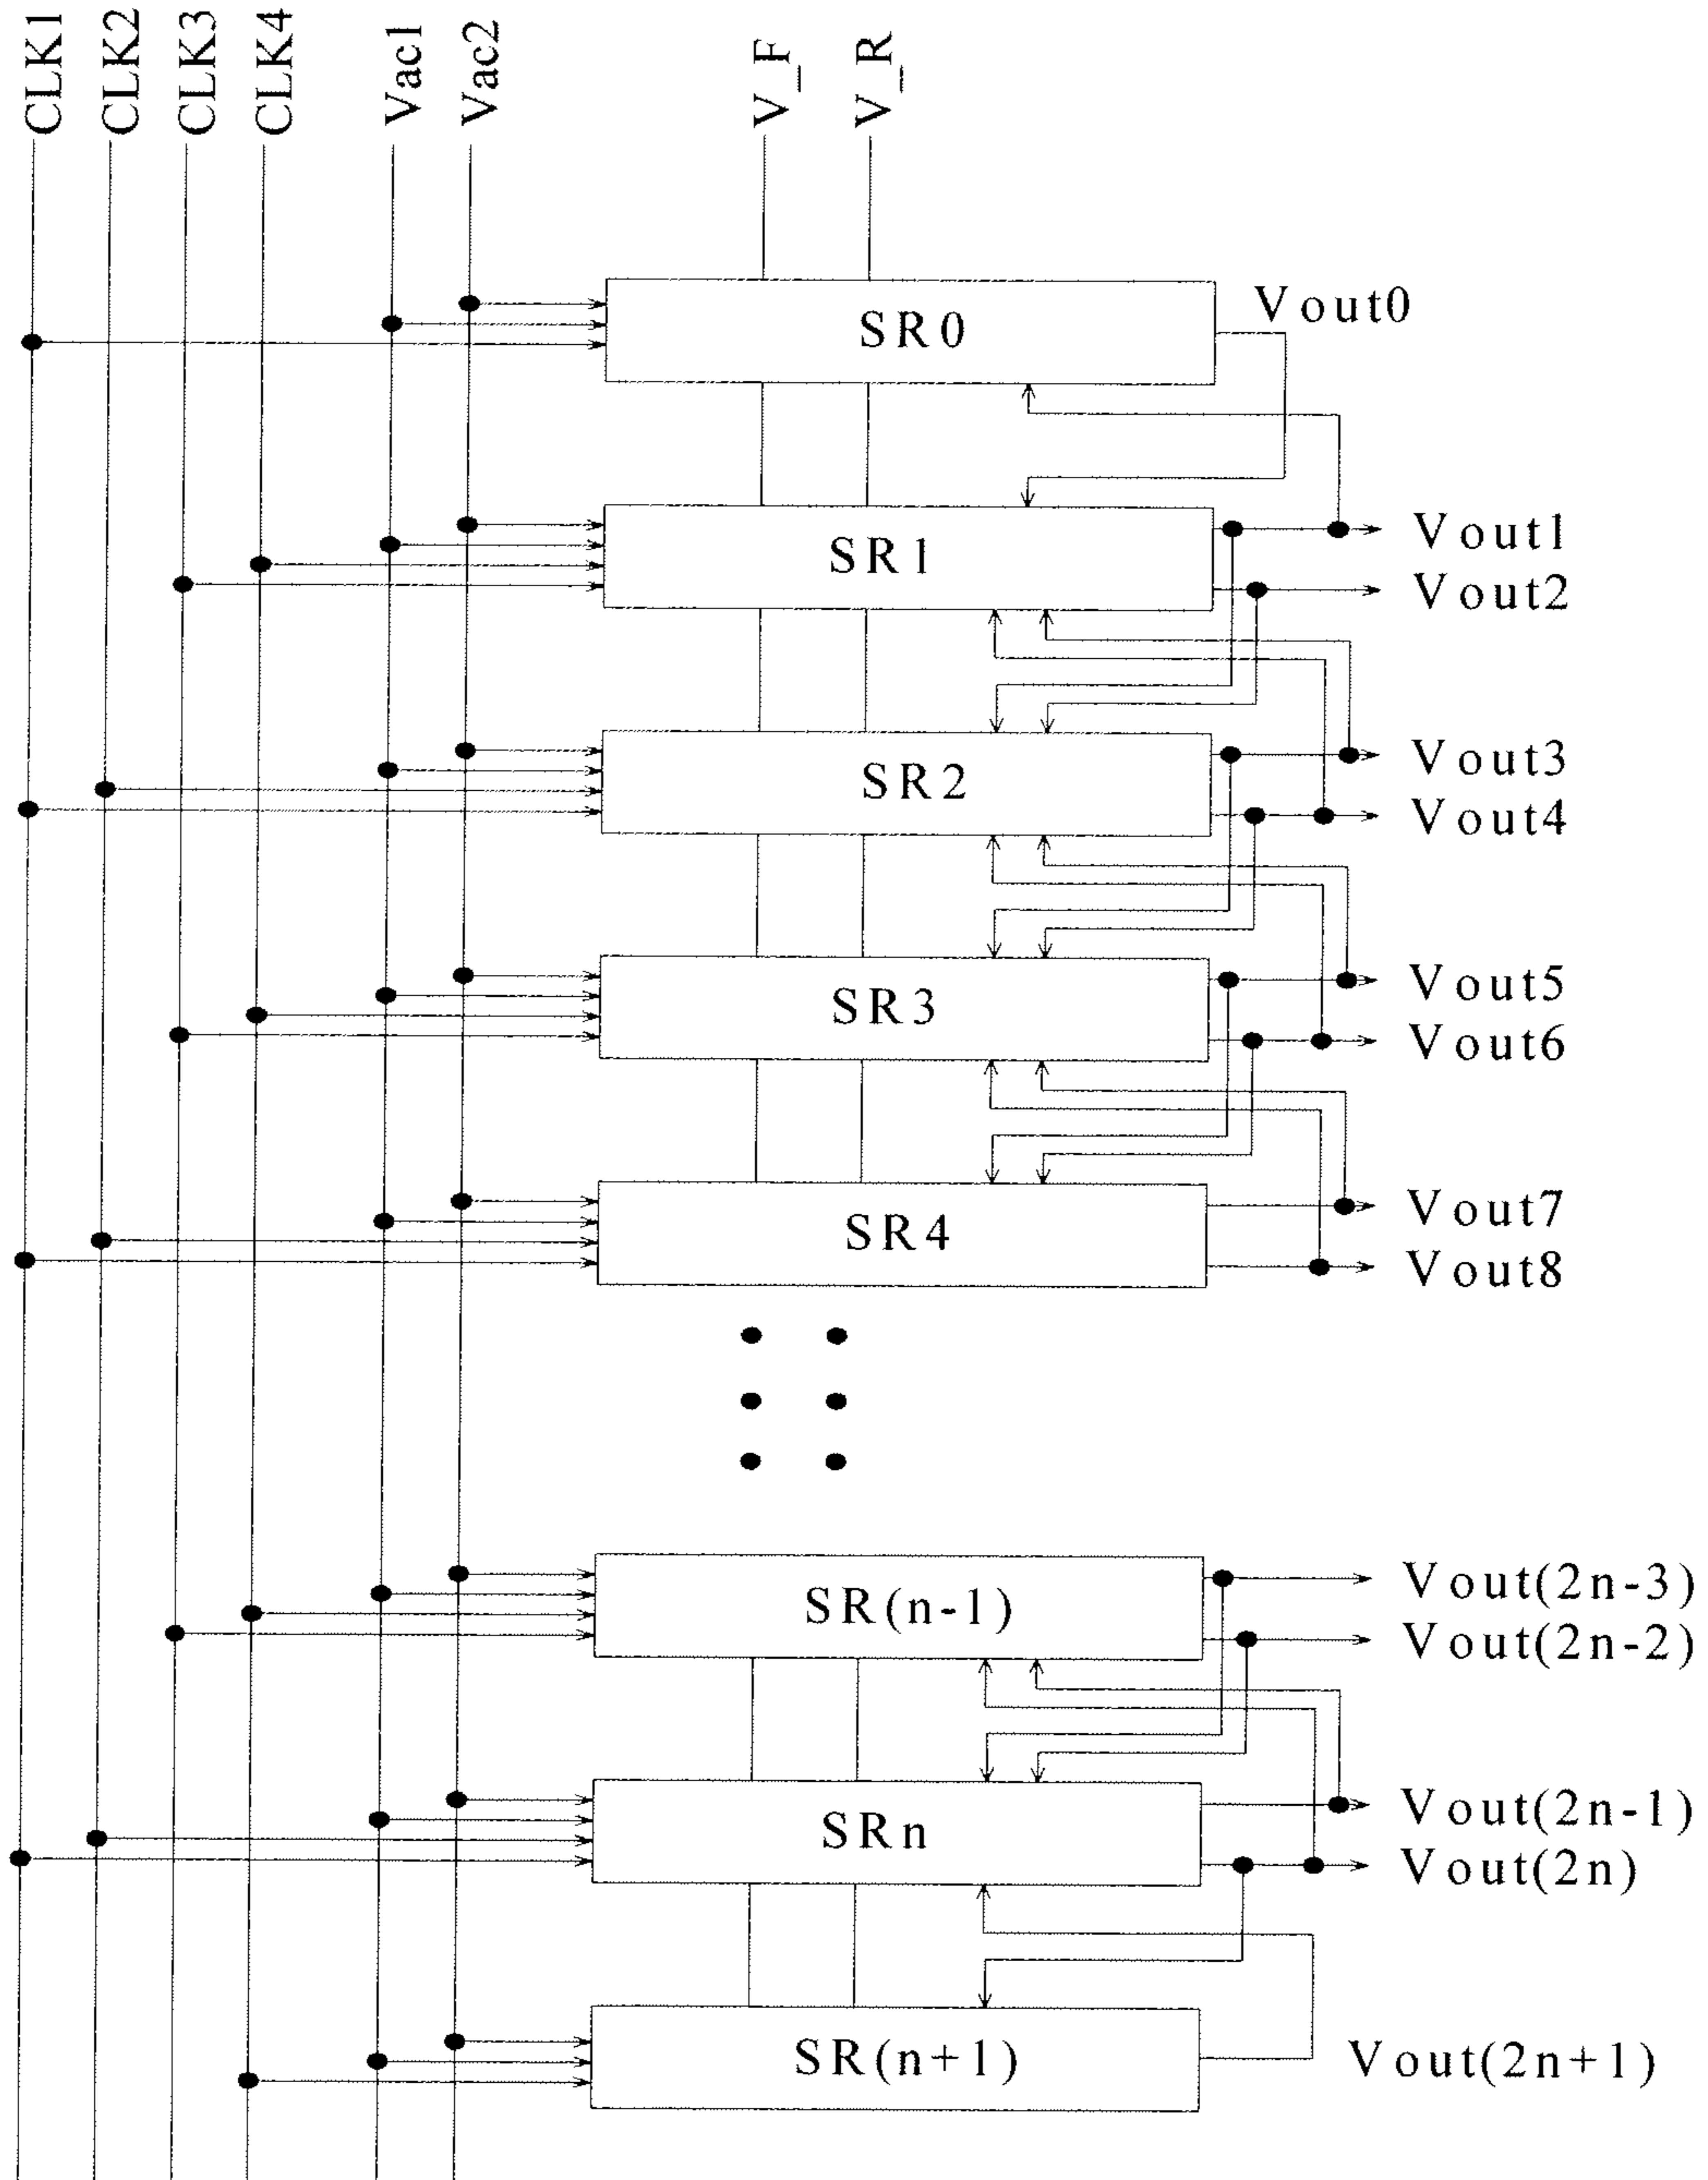 CLK1
CLK2
CLK3
CLK4
Vac1
Vac2
V_F
V_R
SR0
Vout0
SR1
Vout1
Vout2
SR2
Vout3
Vout4
SR3
Vout5
Vout6
SR4
Vout7
Vout8
SR(n-1)
Vout(2n-3)
Vout(2n-2)
SRn
Vout(2n-1)
Vout(2n)
SR(n+1)
Vout(2n+1)